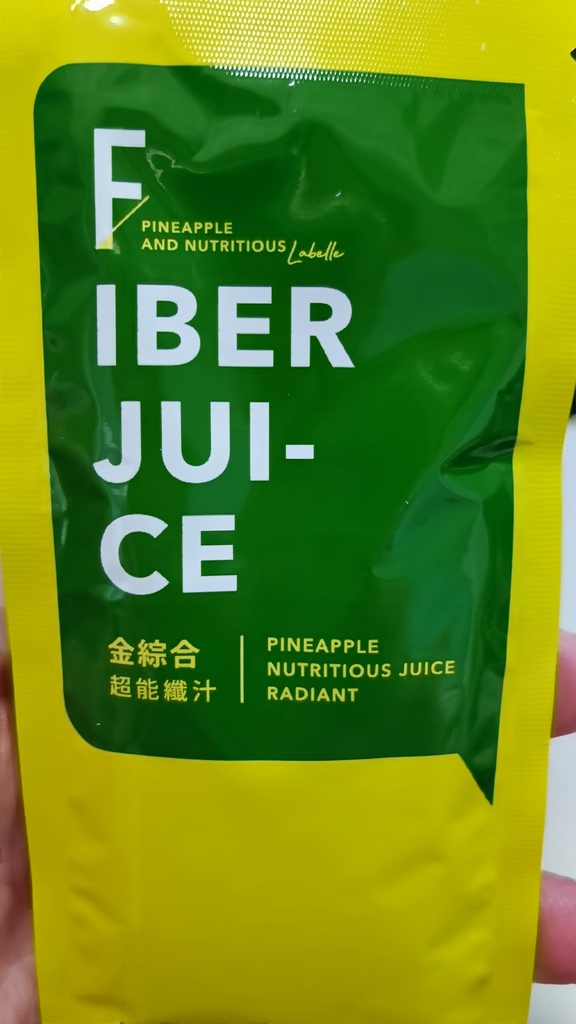 F
PINEAPPLE
AND NUTRITIOUS Labelle
IBER
JUI-
CE
金綜合
超能纖汁
PINEAPPLE
NUTRITIOUS JUICE
RADIANT